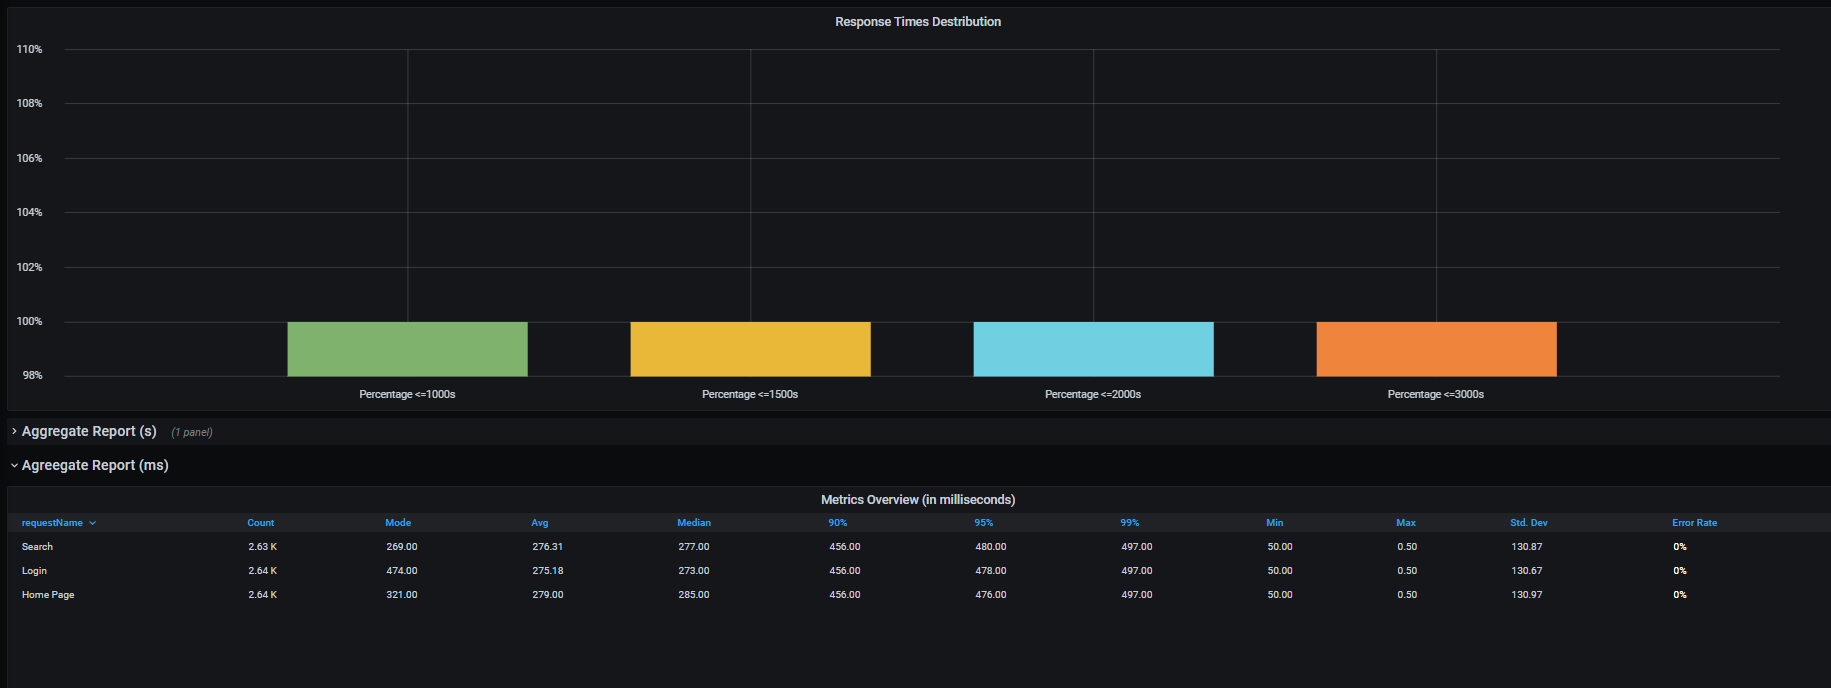 Response Times Destribution
110%
108%
106%
104%
102%
100%
98%
Percentage <=1000s Percentage <=1500s Percentage <=2000s Percentage <=3000s
Aggregate Report (s) (1 panel)
Agreegate Report (ms)
Metrics Overview (in milliseconds)
requestName Count Mode Avg Median 90% 95% 99% Min Max Std. Dev Error Rate
Search 2.63 K 269.00 276.31 277.00 456.00 480.00 497.00 50.00 0.50 130.87 0%
Login 2.64 K 474.00 275.18 273.00 456.00 478.00 497.00 50.00 0.50 130.67 0%
Home Page 2.64 K 321.00 279.00 285.00 456.00 476.00 497.00 50.00 0.50 130.97 0%